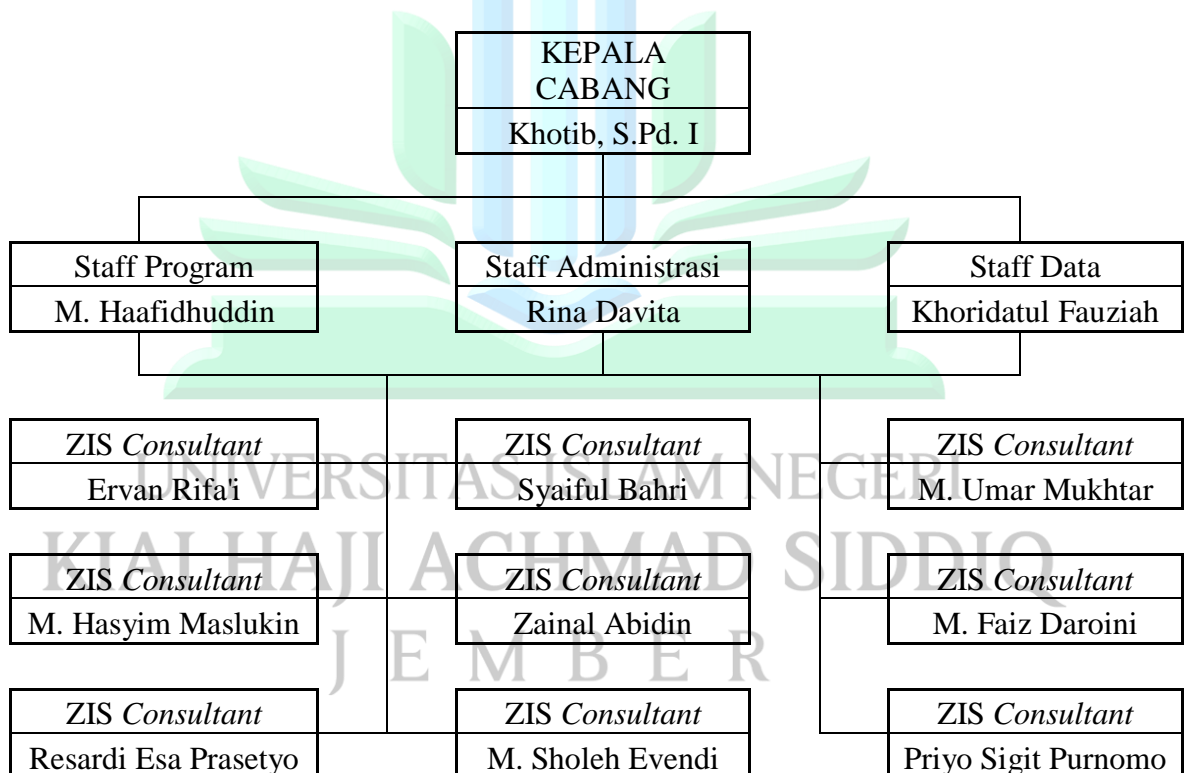 KEPALA
CABANG
Khotib, S.Pd. I
Staff Program
M. Haafidhuddin
Staff Administrasi
Rina Davita
Staff Data
Khoridatul Fauziah
ZIS Consultant
Ervan Rifa'i
ZIS Consultant
Syaiful Bahri
ZIS Consultant
M. Umar Mukhtar
ZIS Consultant
M. Hasyim Maslukin
ZIS Consultant
Zainal Abidin
ZIS Consultant
M. Faiz Daroini
ZIS Consultant
Resardi Esa Prasetyo
ZIS Consultant
M. Sholeh Evendi
ZIS Consultant
Priyo Sigit Purnomo
UNIVERSITAS ISLAM NEGERI
KIAI HAJI ACHMAD SIDDIQ
JEMBER